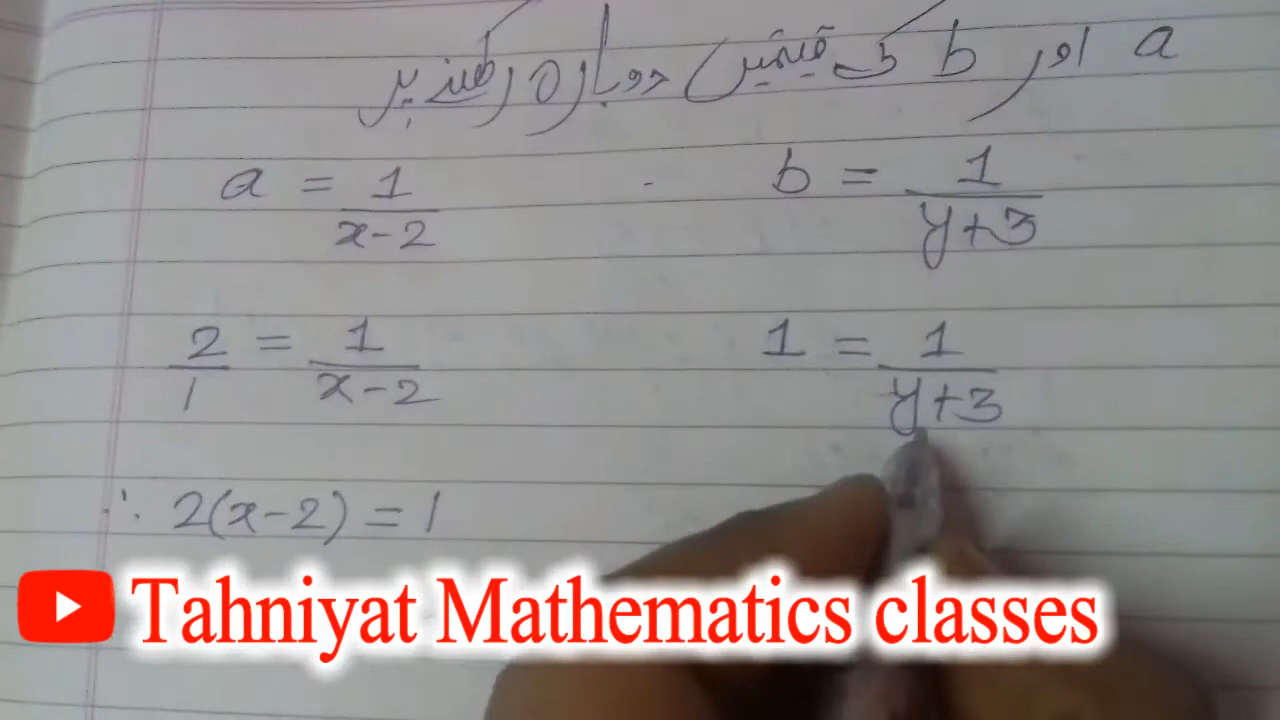 a اور b کی قیمتیں دوبارہ رکھنے پر
a = 1/(x-2) b = 1/(y+3)
2/1 = 1/(x-2) 1 = 1/(y+3)
∴ 2(x-2) = 1
Tahniyat Mathematics classes